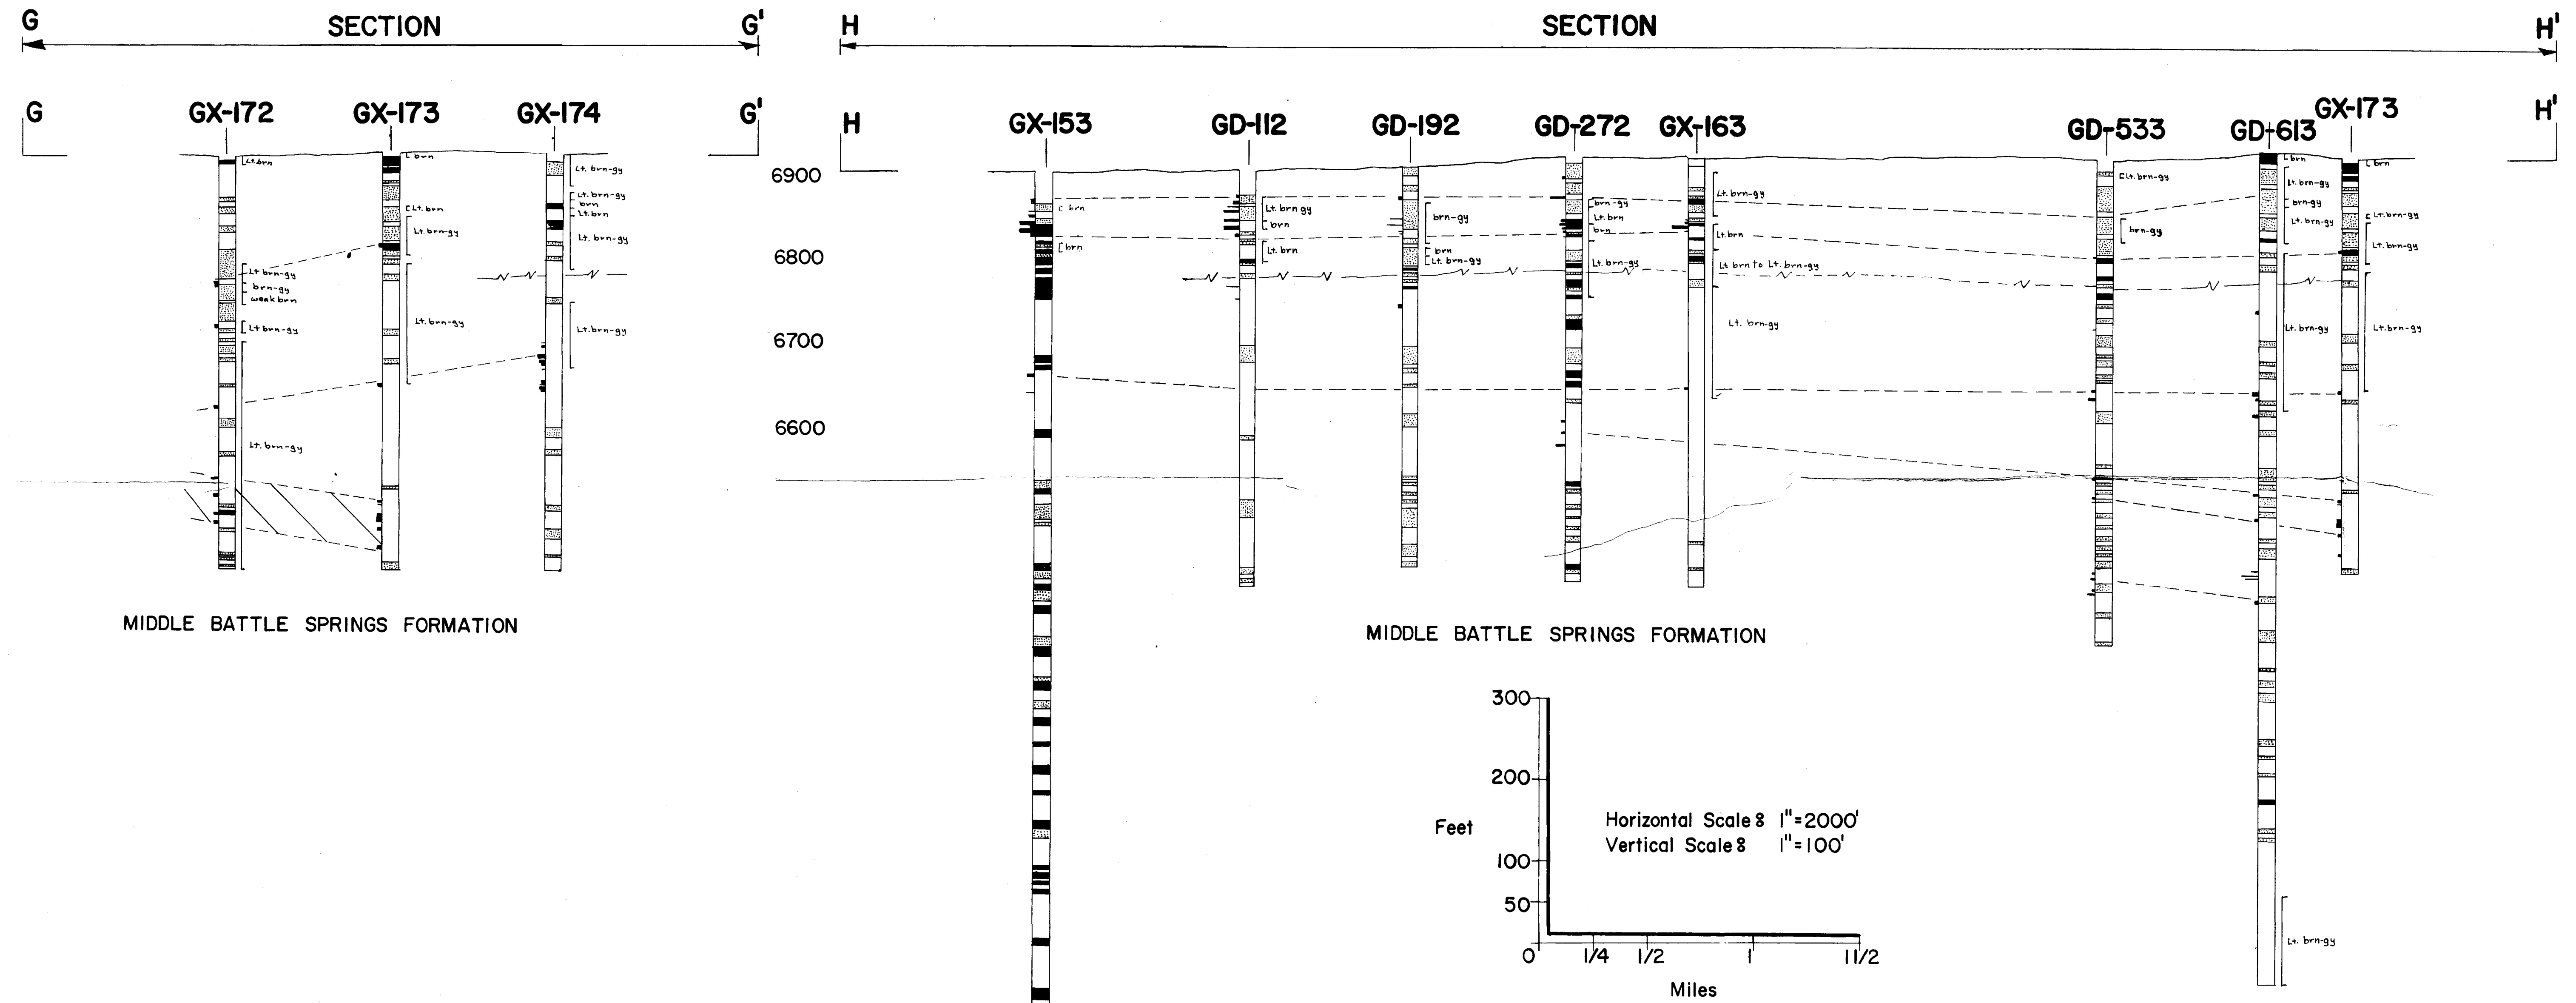 G SECTION G'
H SECTION H'
G GX-172 GX-173 GX-174 G'
H GX-153 GD-112 GD-192 GD-272 GX-163 GD-533 GD-613 GX-173 H'
Lt. brn
brn
Lt. brn
Lt. brn-gy
Lt. brn-gy
Lt. brn-gy
brn
Lt. brn
Lt. brn-gy
Lt brn-gy
brn-gy
weak brn
Lt brn-gy
Lt. brn-gy
Lt. brn-gy
Lt. brn-gy
MIDDLE BATTLE SPRINGS FORMATION
6900
6800
6700
6600
brn
brn
Lt. brn gy
brn
Lt. brn
brn-gy
brn
Lt. brn-gy
brn-gy
Lt. brn
brn
Lt. brn-gy
Lt. brn-gy
Lt. brn
Lt brn to Lt. brn-gy
Lt. brn-gy
Lt. brn-gy
brn-gy
brn
Lt. brn-gy
brn-gy
Lt. brn-gy
Lt. brn-gy
Lt. brn-gy
brn
Lt. brn-gy
Lt. brn-gy
Lt. brn-gy
MIDDLE BATTLE SPRINGS FORMATION
300
200
100
50
Feet
Horizontal Scale: 1"=2000'
Vertical Scale: 1"=100'
0 1/4 1/2 1 1 1/2
Miles